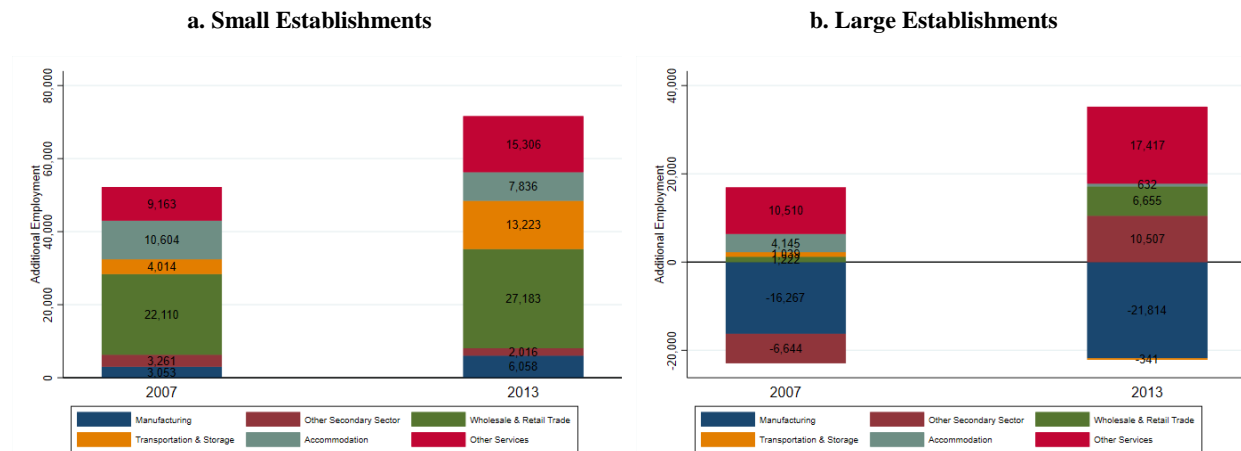 a. Small Establishments
Additional Employment
80,000
60,000
40,000
20,000
0
9,163
10,604
4,014
22,110
3,261
3,053
15,306
7,836
13,223
27,183
2,016
6,058
2007
2013
Manufacturing
Other Secondary Sector
Wholesale & Retail Trade
Transportation & Storage
Accommodation
Other Services
b. Large Establishments
Additional Employment
40,000
20,000
0
-20,000
10,510
4,145
1,222
-16,267
-6,644
17,417
632
6,655
10,507
-21,814
-341
2007
2013
Manufacturing
Other Secondary Sector
Wholesale & Retail Trade
Transportation & Storage
Accommodation
Other Services